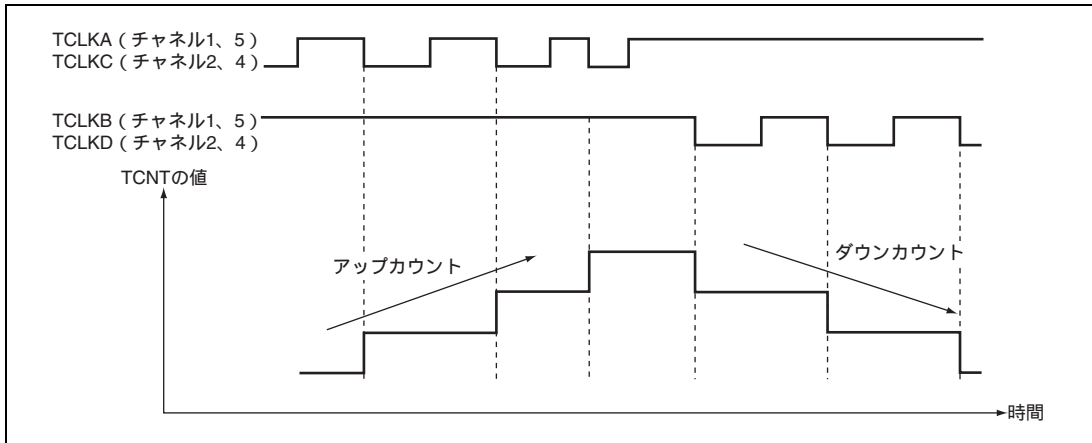 TCLKA（チャネル1、5）
TCLKC（チャネル2、4）
TCLKB（チャネル1、5）
TCLKD（チャネル2、4）
TCNTの値
アップカウント
ダウンカウント
時間